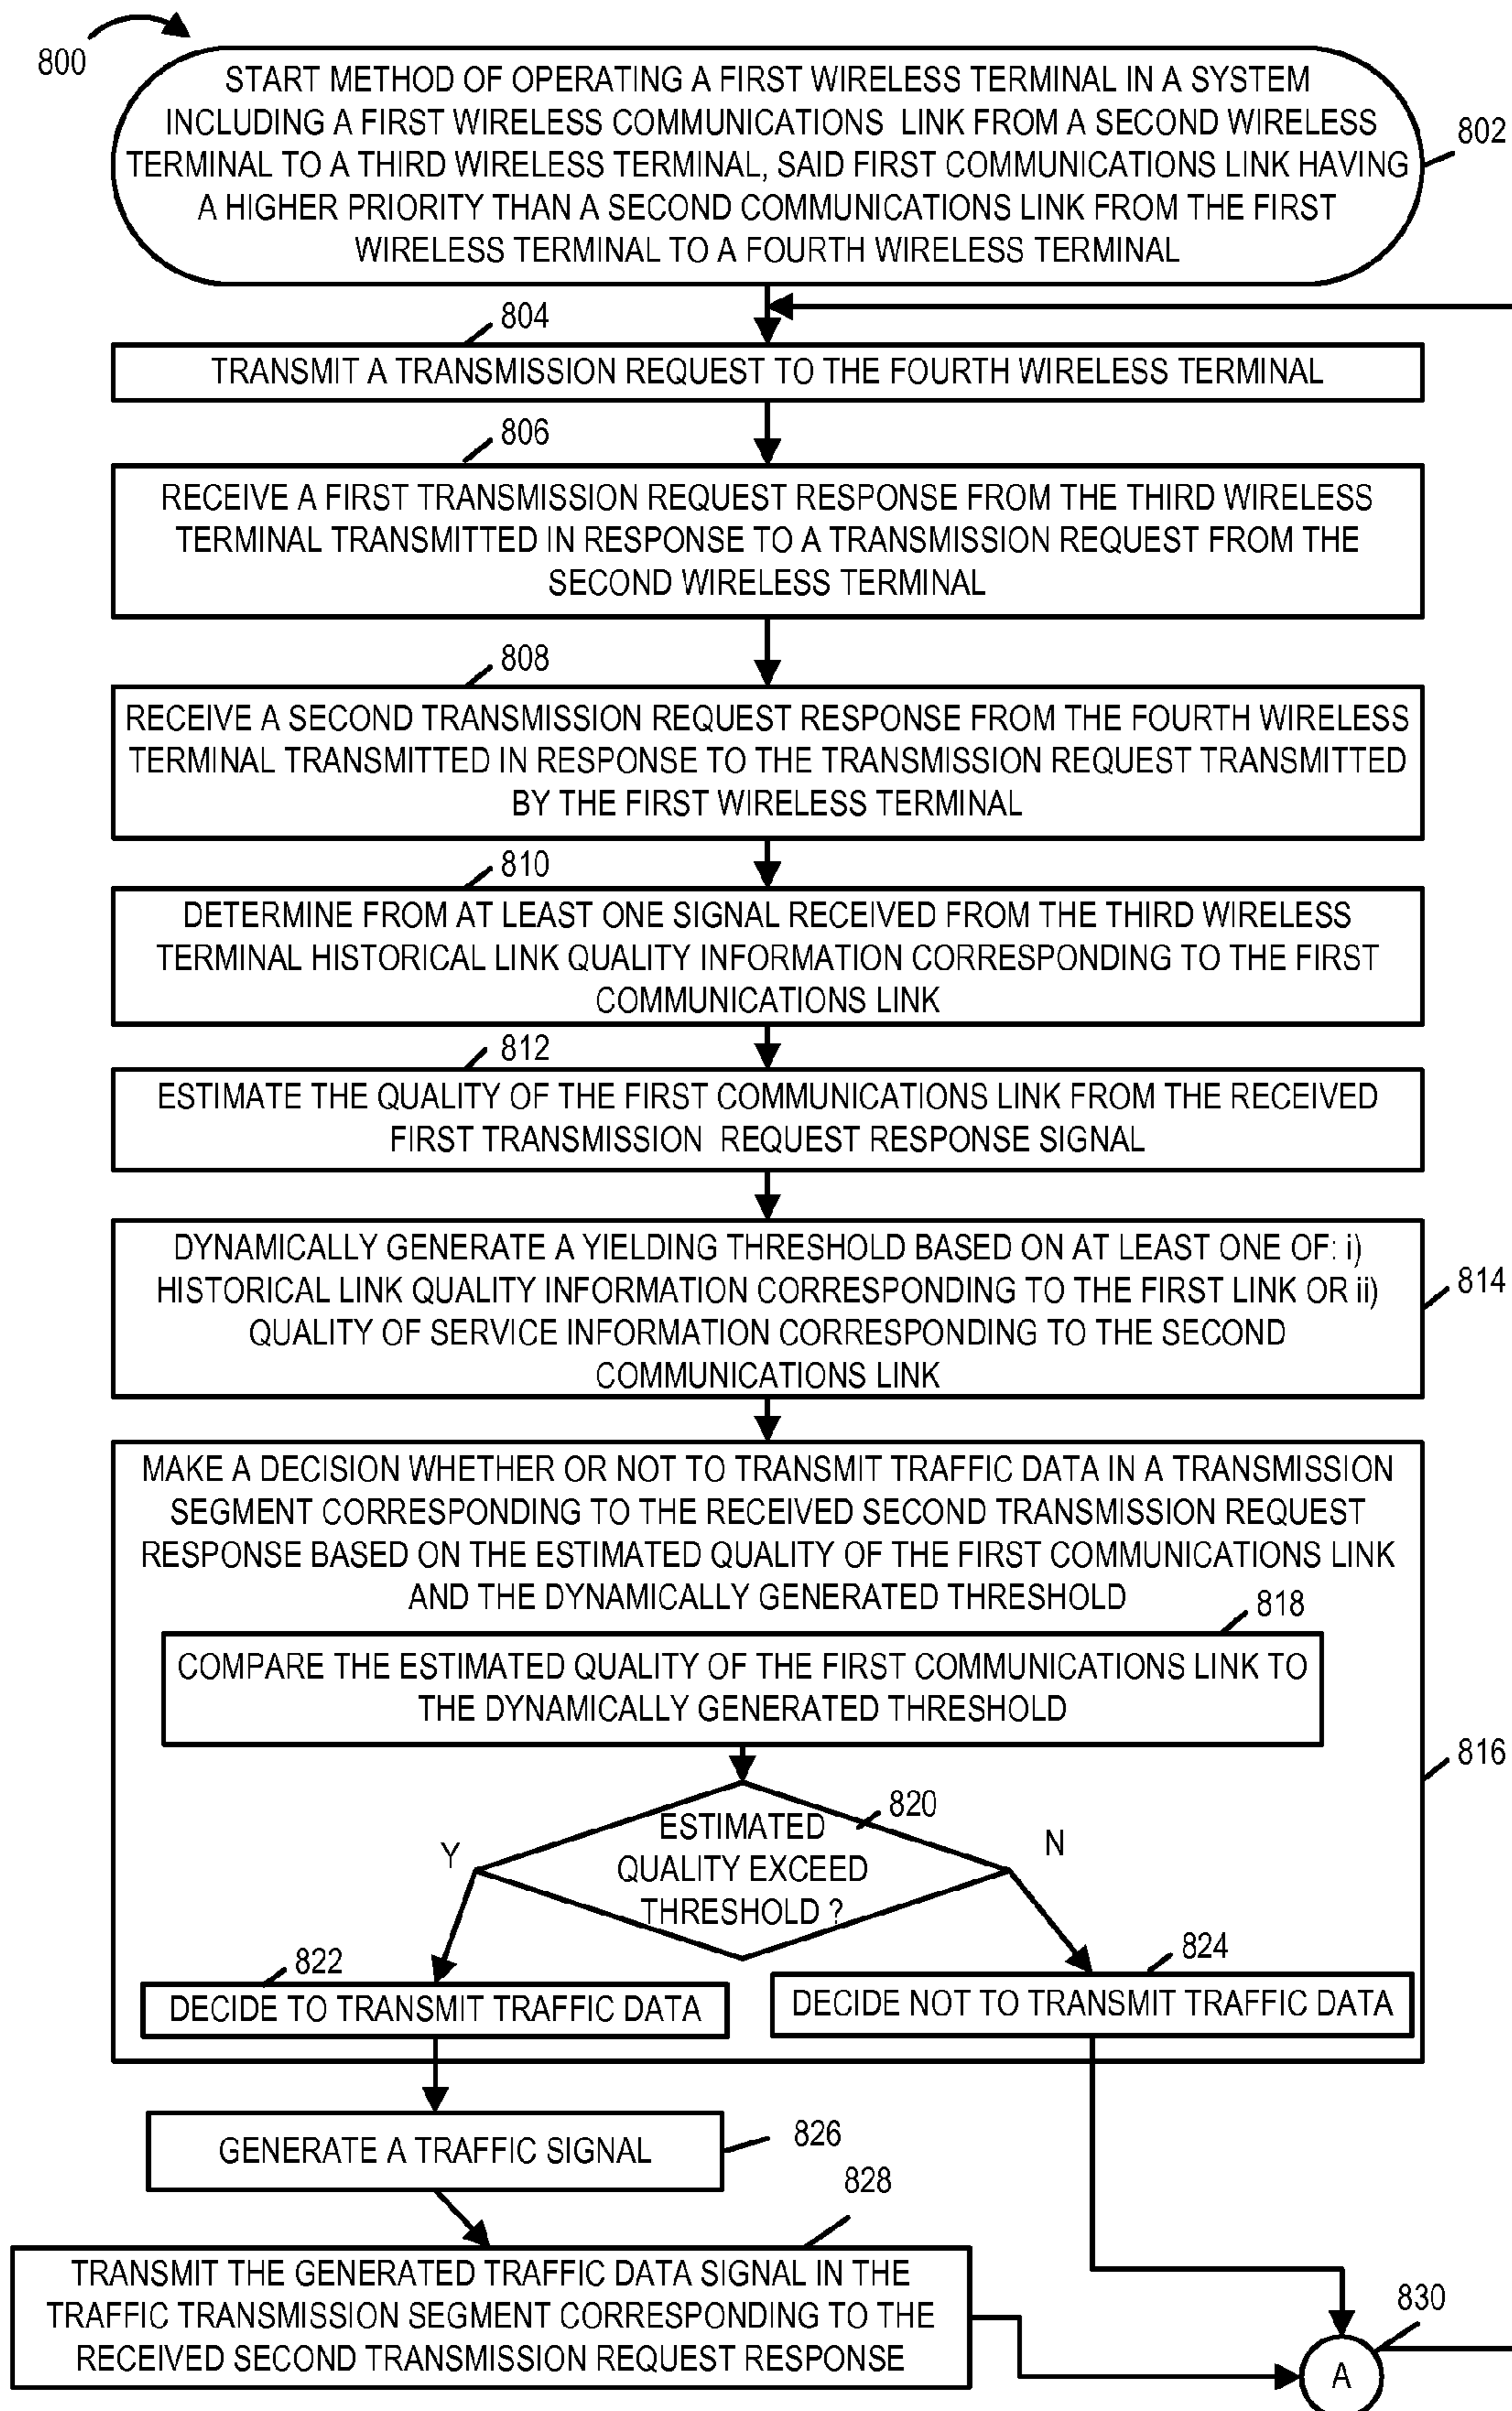 800
START METHOD OF OPERATING A FIRST WIRELESS TERMINAL IN A SYSTEM
INCLUDING A FIRST WIRELESS COMMUNICATIONS LINK FROM A SECOND WIRELESS
TERMINAL TO A THIRD WIRELESS TERMINAL, SAID FIRST COMMUNICATIONS LINK HAVING
A HIGHER PRIORITY THAN A SECOND COMMUNICATIONS LINK FROM THE FIRST
WIRELESS TERMINAL TO A FOURTH WIRELESS TERMINAL
802
804
TRANSMIT A TRANSMISSION REQUEST TO THE FOURTH WIRELESS TERMINAL
806
RECEIVE A FIRST TRANSMISSION REQUEST RESPONSE FROM THE THIRD WIRELESS
TERMINAL TRANSMITTED IN RESPONSE TO A TRANSMISSION REQUEST FROM THE
SECOND WIRELESS TERMINAL
808
RECEIVE A SECOND TRANSMISSION REQUEST RESPONSE FROM THE FOURTH WIRELESS
TERMINAL TRANSMITTED IN RESPONSE TO THE TRANSMISSION REQUEST TRANSMITTED
BY THE FIRST WIRELESS TERMINAL
810
DETERMINE FROM AT LEAST ONE SIGNAL RECEIVED FROM THE THIRD WIRELESS
TERMINAL HISTORICAL LINK QUALITY INFORMATION CORRESPONDING TO THE FIRST
COMMUNICATIONS LINK
812
ESTIMATE THE QUALITY OF THE FIRST COMMUNICATIONS LINK FROM THE RECEIVED
FIRST TRANSMISSION REQUEST RESPONSE SIGNAL
DYNAMICALLY GENERATE A YIELDING THRESHOLD BASED ON AT LEAST ONE OF: i)
HISTORICAL LINK QUALITY INFORMATION CORRESPONDING TO THE FIRST LINK OR ii)
QUALITY OF SERVICE INFORMATION CORRESPONDING TO THE SECOND
COMMUNICATIONS LINK
814
MAKE A DECISION WHETHER OR NOT TO TRANSMIT TRAFFIC DATA IN A TRANSMISSION
SEGMENT CORRESPONDING TO THE RECEIVED SECOND TRANSMISSION REQUEST
RESPONSE BASED ON THE ESTIMATED QUALITY OF THE FIRST COMMUNICATIONS LINK
AND THE DYNAMICALLY GENERATED THRESHOLD
818
COMPARE THE ESTIMATED QUALITY OF THE FIRST COMMUNICATIONS LINK TO
THE DYNAMICALLY GENERATED THRESHOLD
816
820
ESTIMATED
QUALITY EXCEED
THRESHOLD ?
Y
N
822
DECIDE TO TRANSMIT TRAFFIC DATA
824
DECIDE NOT TO TRANSMIT TRAFFIC DATA
GENERATE A TRAFFIC SIGNAL
826
828
TRANSMIT THE GENERATED TRAFFIC DATA SIGNAL IN THE
TRAFFIC TRANSMISSION SEGMENT CORRESPONDING TO THE
RECEIVED SECOND TRANSMISSION REQUEST RESPONSE
830
A